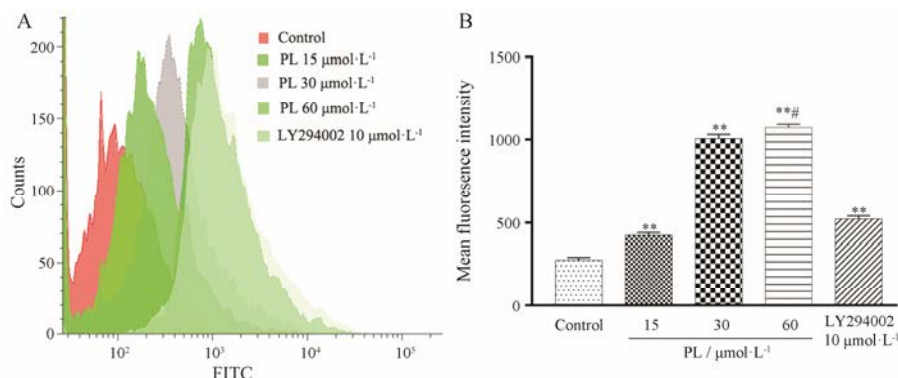 A
Counts
200
150
100
50
0
10²
10³
10⁴
10⁵
FITC
Control
PL 15 μmol·L⁻¹
PL 30 μmol·L⁻¹
PL 60 μmol·L⁻¹
LY294002 10 μmol·L⁻¹
B
Mean fluoresence intensity
1500
1000
500
0
**
**
**#
**
Control
15
30
60
LY294002
10 μmol·L⁻¹
PL / μmol·L⁻¹